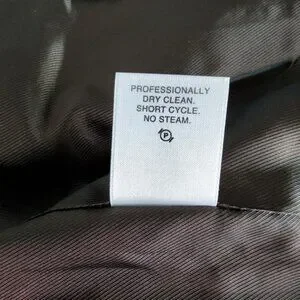 PROFESSIONALLY
DRY CLEAN.
SHORT CYCLE.
NO STEAM.
P